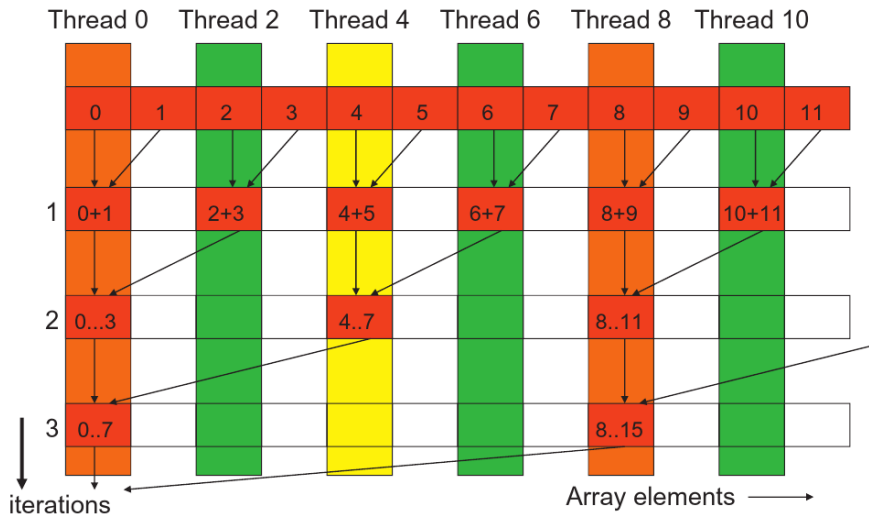 Thread 0 Thread 2 Thread 4 Thread 6 Thread 8 Thread 10
0 1 2 3 4 5 6 7 8 9 10 11
1 0+1 2+3 4+5 6+7 8+9 10+11
2 0...3 4..7 8..11
3 0..7 8..15
iterations Array elements